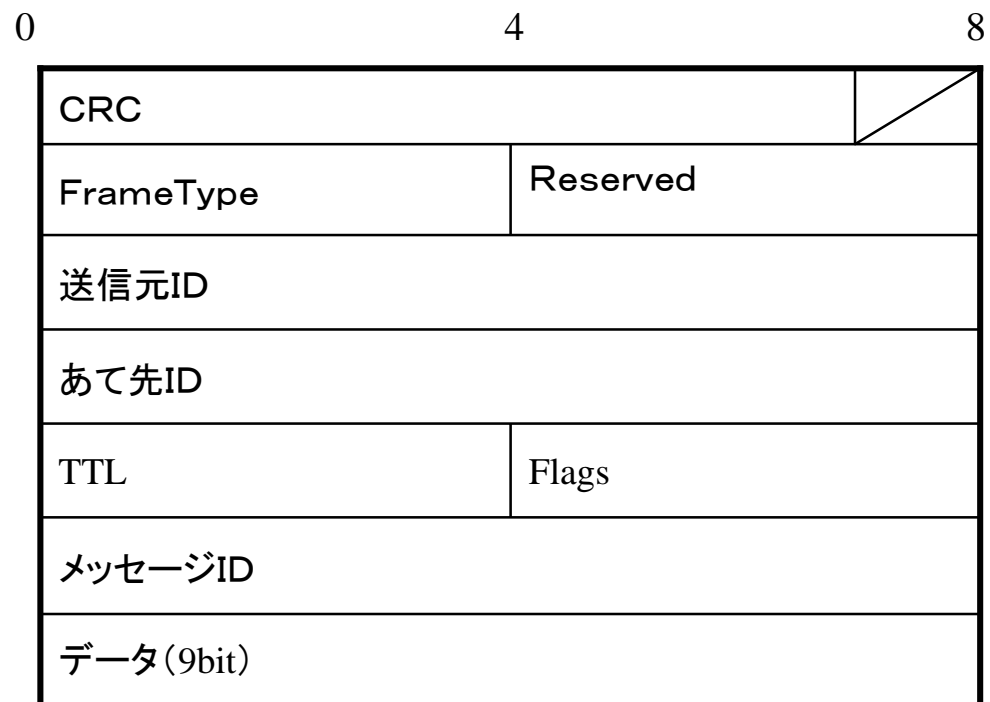 0 4 8
CRC
FrameType Reserved
送信元ID
あて先ID
TTL Flags
メッセージID
データ(9bit)